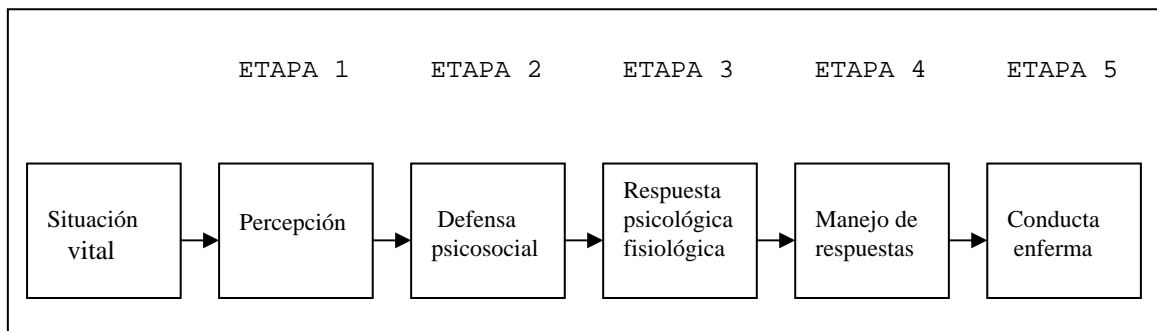 ETAPA 1
ETAPA 2
ETAPA 3
ETAPA 4
ETAPA 5
Situación
vital
Percepción
Defensa
psicosocial
Respuesta
psicológica
fisiológica
Manejo de
respuestas
Conducta
enferma